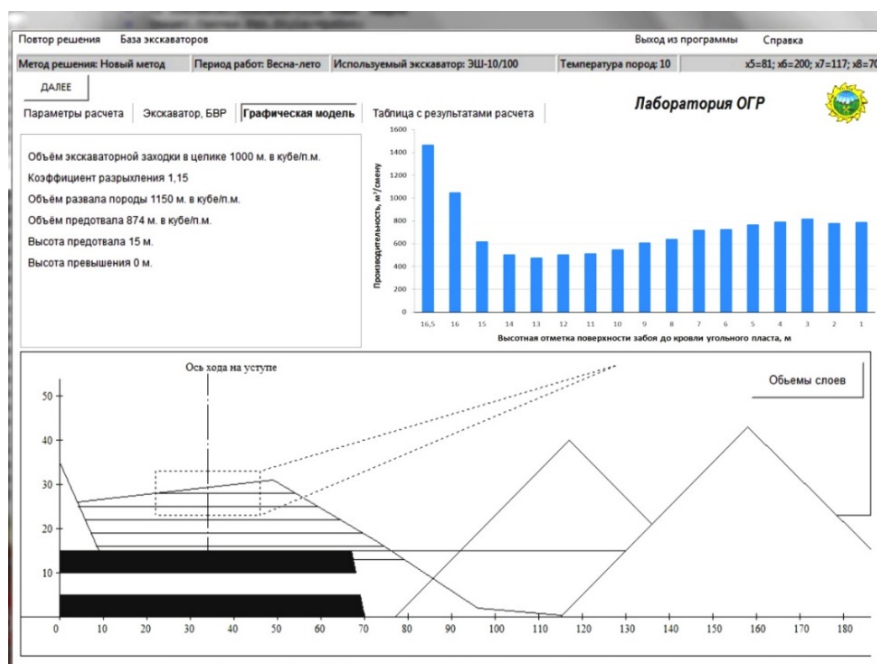 Повтор решения База экскаваторов Выход из программы Справка
Метод решения: Новый метод Период работ: Весна-лето Используемый экскаватор: ЭШ-10/100 Температура пород: 10 x5=81; x6=200; x7=117; x8=70
ДАЛЕЕ
Параметры расчета Экскаватор, БВР Графическая модель Таблица с результатами расчета
Лаборатория ОГР
Объём экскаваторной заходки в целике 1000 м. в кубе/п.м.
Коэффициент разрыхления 1,15
Объём развала породы 1150 м. в кубе/п.м.
Объём предотвала 874 м. в кубе/п.м.
Высота предотвала 15 м.
Высота превышения 0 м.
Производительность, м³/смену
1600
1400
1200
1000
800
600
400
200
0
16,5 16 15 14 13 12 11 10 9 8 7 6 5 4 3 2 1
Высотная отметка поверхности забоя до кровли угольного пласта, м
Ось хода на уступе
Обьемы слоев
50
40
30
20
10
0 10 20 30 40 50 60 70 80 90 100 110 120 130 140 150 160 170 180